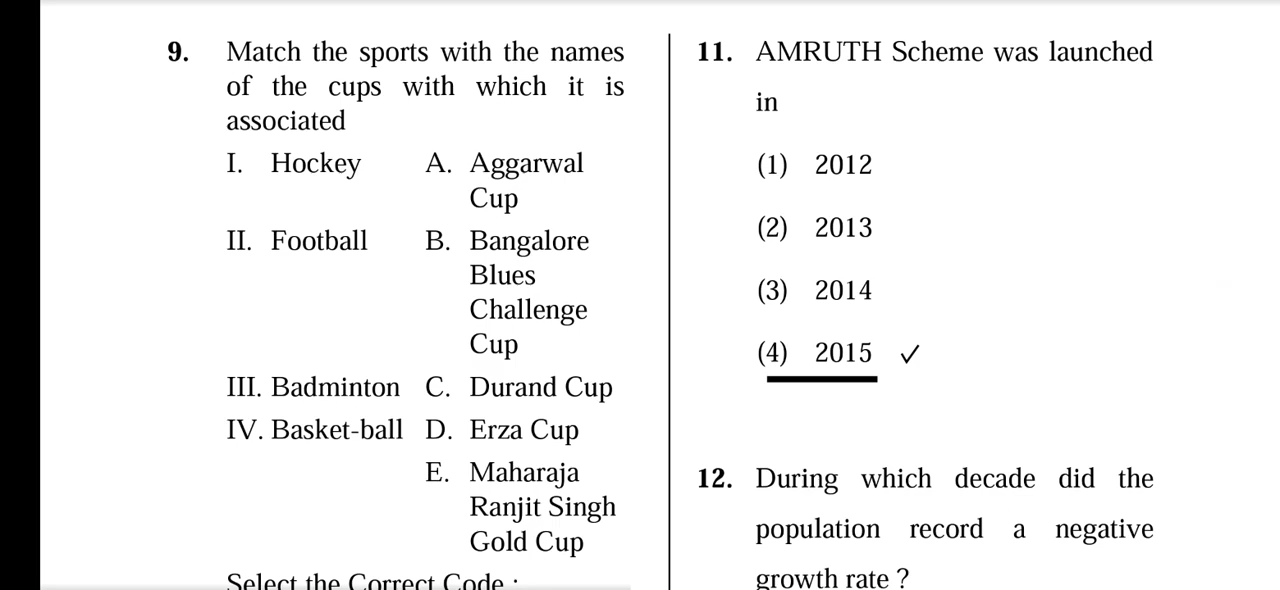 9. Match the sports with the names
of the cups with which it is
associated
I. Hockey A. Aggarwal
Cup
II. Football B. Bangalore
Blues
Challenge
Cup
III. Badminton C. Durand Cup
IV. Basket-ball D. Erza Cup
E. Maharaja
Ranjit Singh
Gold Cup
Select the Correct Code :
11. AMRUTH Scheme was launched
in
(1) 2012
(2) 2013
(3) 2014
(4) 2015 ✓
12. During which decade did the
population record a negative
growth rate ?